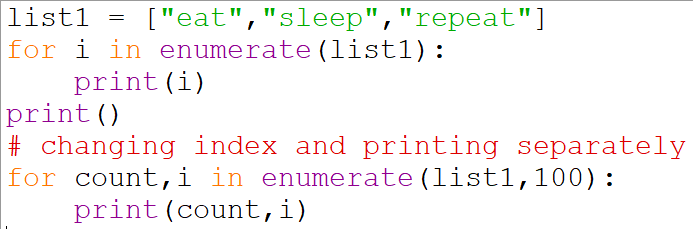 list1 = ["eat","sleep","repeat"]
for i in enumerate(list1):
    print(i)
print()
# changing index and printing separately
for count,i in enumerate(list1,100):
    print(count,i)